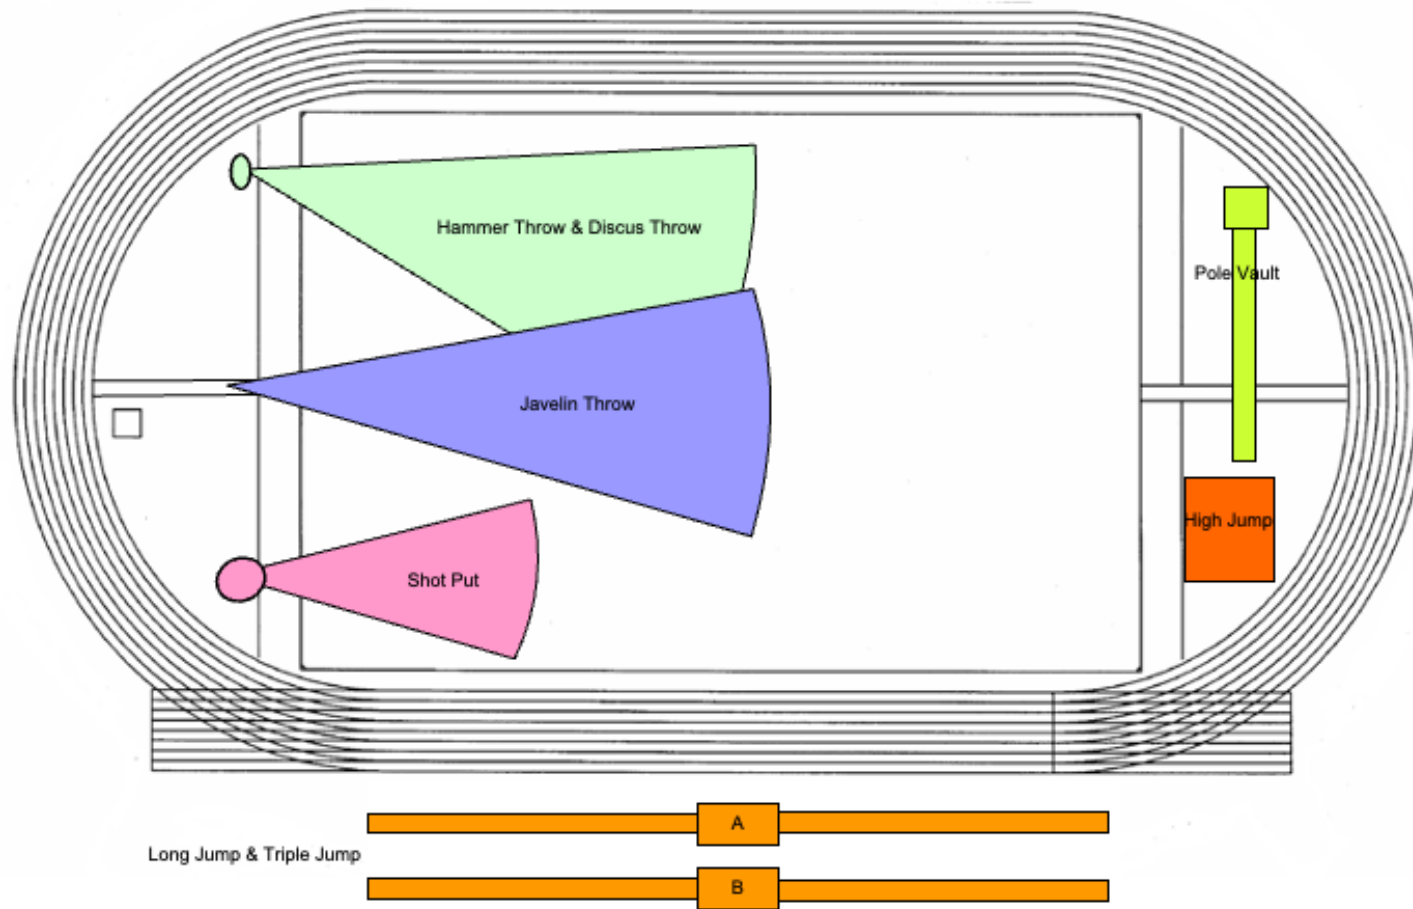 Hammer Throw & Discus Throw
Pole Vault
Javelin Throw
High Jump
Shot Put
A
Long Jump & Triple Jump
B